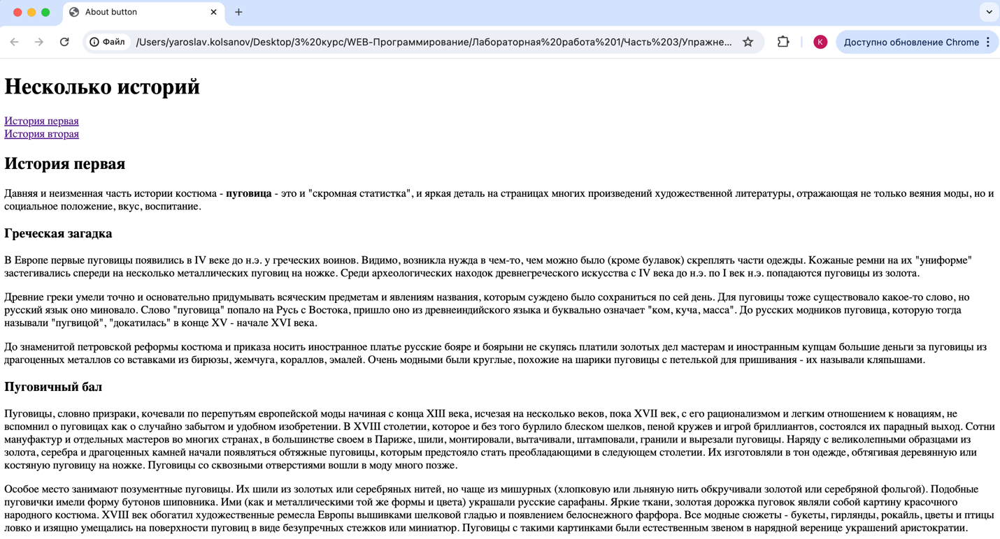 About button
Файл
/Users/yaroslav.kolsanov/Desktop/3%20курс/WEB-Программирование/Лабораторная%20работа%201/Часть%203/Упражне...
K
Доступно обновление Chrome
Несколько историй
История первая
История вторая
История первая
Давняя и неизменная часть истории костюма - пуговица - это и "скромная статистка", и яркая деталь на страницах многих произведений художественной литературы, отражающая не только веяния моды, но и
социальное положение, вкус, воспитание.
Греческая загадка
В Европе первые пуговицы появились в IV веке до н.э. у греческих воинов. Видимо, возникла нужда в чем-то, чем можно было (кроме булавок) скреплять части одежды. Кожаные ремни на их "униформе"
застегивались спереди на несколько металлических пуговиц на ножке. Среди археологических находок древнегреческого искусства с IV века до н.э. по I век н.э. попадаются пуговицы из золота.
Древние греки умели точно и основательно придумывать всяческим предметам и явлениям названия, которым суждено было сохраниться по сей день. Для пуговицы тоже существовало какое-то слово, но
русский язык оно миновало. Слово "пуговица" попало на Русь с Востока, пришло оно из древнеиндийского языка и буквально означает "ком, куча, масса". До русских модников пуговица, которую тогда
называли "пугвицой", "докатилась" в конце XV - начале XVI века.
До знаменитой петровской реформы костюма и приказа носить иностранное платье русские бояре и боярыни не скупясь платили золотых дел мастерам и иностранным купцам большие деньги за пуговицы из
драгоценных металлов со вставками из бирюзы, жемчуга, кораллов, эмалей. Очень модными были круглые, похожие на шарики пуговицы с петелькой для пришивания - их называли кляпышами.
Пуговичный бал
Пуговицы, словно призраки, кочевали по перепутьям европейской моды начиная с конца XIII века, исчезая на несколько веков, пока XVII век, с его рационализмом и легким отношением к новациям, не
вспомнил о пуговицах как о случайно забытом и удобном изобретении. В XVIII столетии, которое и без того бурлило блеском шелков, пеной кружев и игрой бриллиантов, состоялся их парадный выход. Сотни
мануфактур и отдельных мастеров во многих странах, в большинстве своем в Париже, шили, монтировали, вытачивали, штамповали, гранили и вырезали пуговицы. Наряду с великолепными образцами из
золота, серебра и драгоценных камней начали появляться обтяжные пуговицы, которым предстояло стать преобладающими в следующем столетии. Их изготовляли в тон одежде, обтягивая деревянную или
костяную пуговицу на ножке. Пуговицы со сквозными отверстиями вошли в моду много позже.
Особое место занимают позументные пуговицы. Их шили из золотых или серебряных нитей, но чаще из мишурных (хлопковую или льняную нить обкручивали золотой или серебряной фольгой). Подобные
пуговички имели форму бутонов шиповника. Ими (как и металлическими той же формы и цвета) украшали русские сарафаны. Яркие ткани, золотая дорожка пуговок являли собой картину красочного
народного костюма. XVIII век обогатил художественные ремесла Европы вышивками шелковой гладью и появлением белоснежного фарфора. Все модные сюжеты - букеты, гирлянды, рокайль, цветы и птицы
ловко и изящно умещались на поверхности пуговиц в виде безупречных стежков или миниатюр. Пуговицы с такими картинками были естественным звеном в нарядной веренице украшений аристократии.